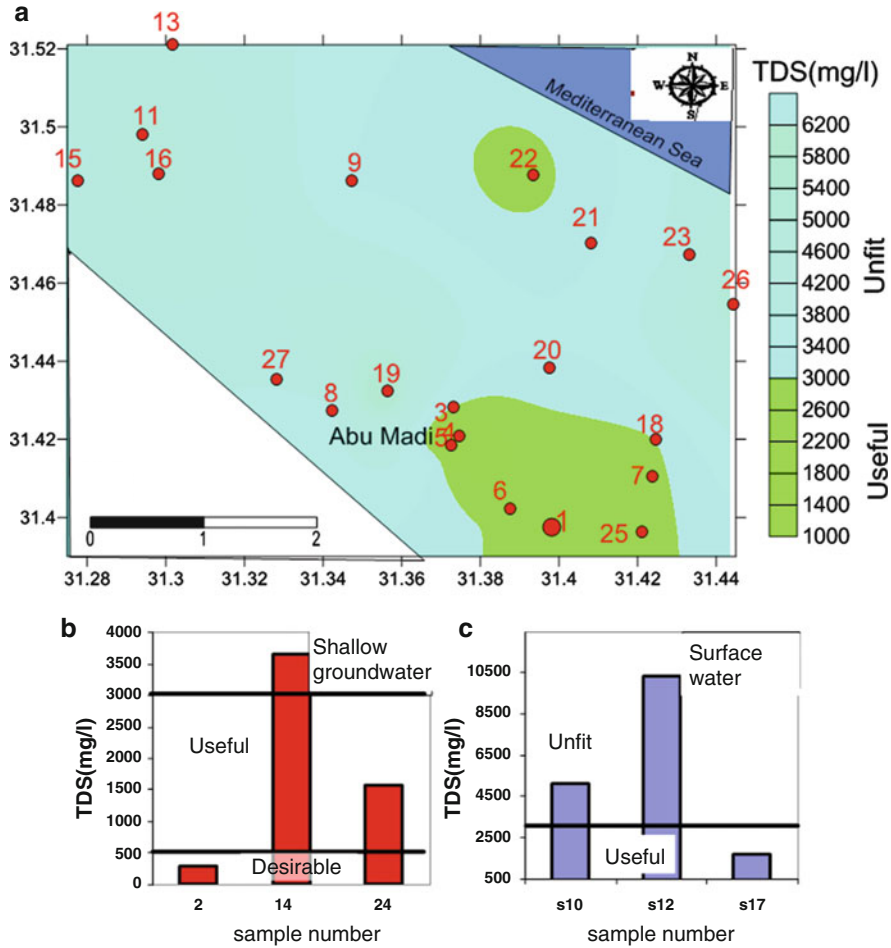 a
13
31.52
31.5
31.48
31.46
31.44
31.42
31.4
11
15
16
9
22
21
23
26
20
27
8
19
3
4
5
18
7
6
1
25
Mediterranean Sea
N
W E
S
Abu Madi
0 1 2
31.28 31.3 31.32 31.34 31.36 31.38 31.4 31.42 31.44
TDS(mg/l)
6200
5800
5400
5000
4600
4200
3800
3400
3000
2600
2200
1800
1400
1000
Unfit
Useful
b
4000
3500
3000
2500
2000
1500
1000
500
0
TDS(mg/l)
Shallow
groundwater
Useful
Desirable
2 14 24
sample number
c
10500
8500
6500
4500
2500
500
TDS(mg/l)
Surface
water
Unfit
Useful
s10 s12 s17
sample number